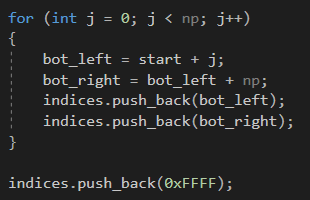 for (int j = 0; j < np; j++)
{
bot_left = start + j;
bot_right = bot_left + np;
indices.push_back(bot_left);
indices.push_back(bot_right);
}
indices.push_back(0xFFFF);